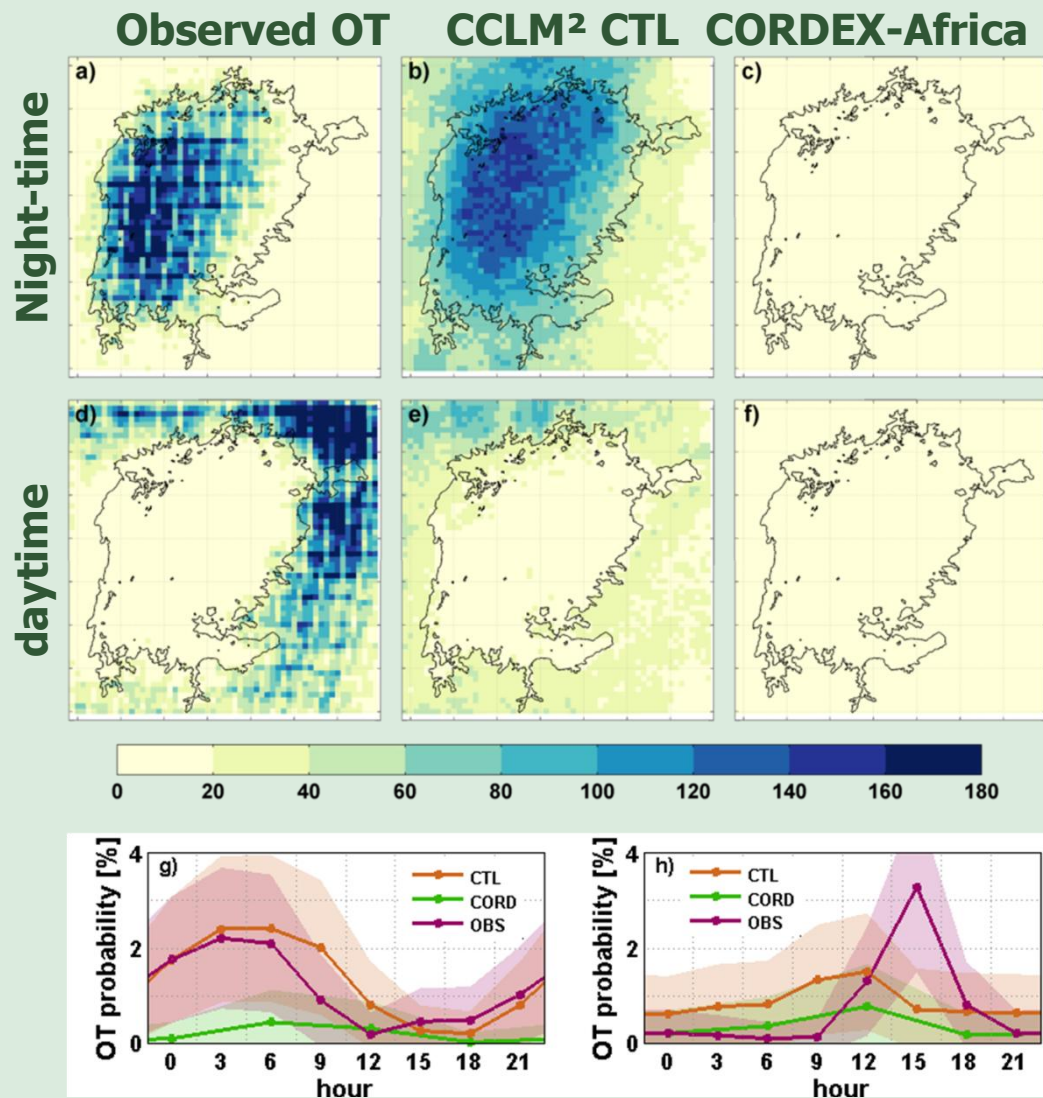 Observed OT CCLM² CTL CORDEX-Africa
Night-time
a) b) c)
daytime
d) e) f)
0 20 40 60 80 100 120 140 160 180
OT probability [%]
4
2
0
g)
CTL
CORD
OBS
0 3 6 9 12 15 18 21
hour
OT probability [%]
4
2
0
h)
CTL
CORD
OBS
0 3 6 9 12 15 18 21
hour